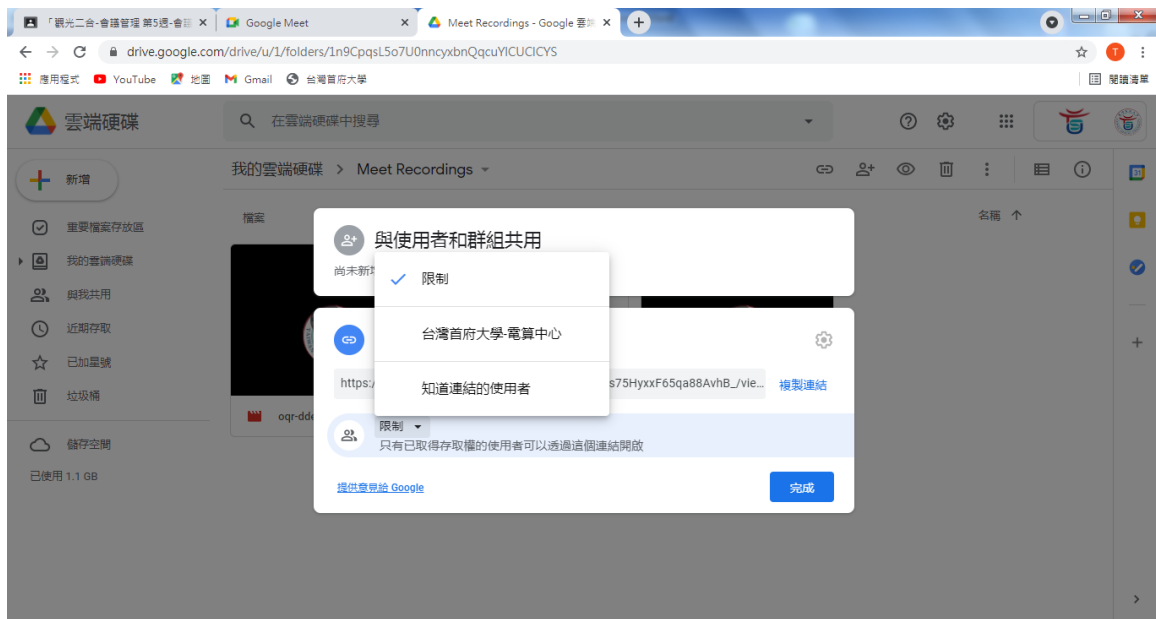 「觀光二合-會議管理 第5週-會議
Google Meet
Meet Recordings - Google 雲端
drive.google.com/drive/u/1/folders/1n9CpqsL5o7U0nncyxbnQqcuYlCUCICYS
T
應用程式
YouTube
地圖
Gmail
台灣首府大學
閱讀清單
雲端硬碟
在雲端硬碟中搜尋
新增
我的雲端硬碟 > Meet Recordings
重要檔案存放區
我的雲端硬碟
與我共用
近期存取
已加星號
垃圾桶
儲存空間
已使用 1.1 GB
檔案
名稱
oqr-dde
與使用者和群組共用
尚未新增
限制
台灣首府大學-電算中心
知道連結的使用者
https:/
s75HyxxF65qa88AvhB_/vie...
複製連結
限制
只有已取得存取權的使用者可以透過這個連結開啟
提供意見給 Google
完成
31